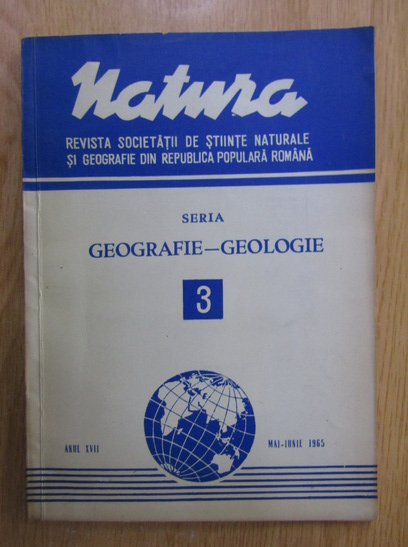 Natura
REVISTA SOCIETĂȚII DE ȘTIINȚE NATURALE
ȘI GEOGRAFIE DIN REPUBLICA POPULARĂ ROMÂNĂ
SERIA
GEOGRAFIE—GEOLOGIE
3
ANUL XVII
MAI-IUNIE 1965